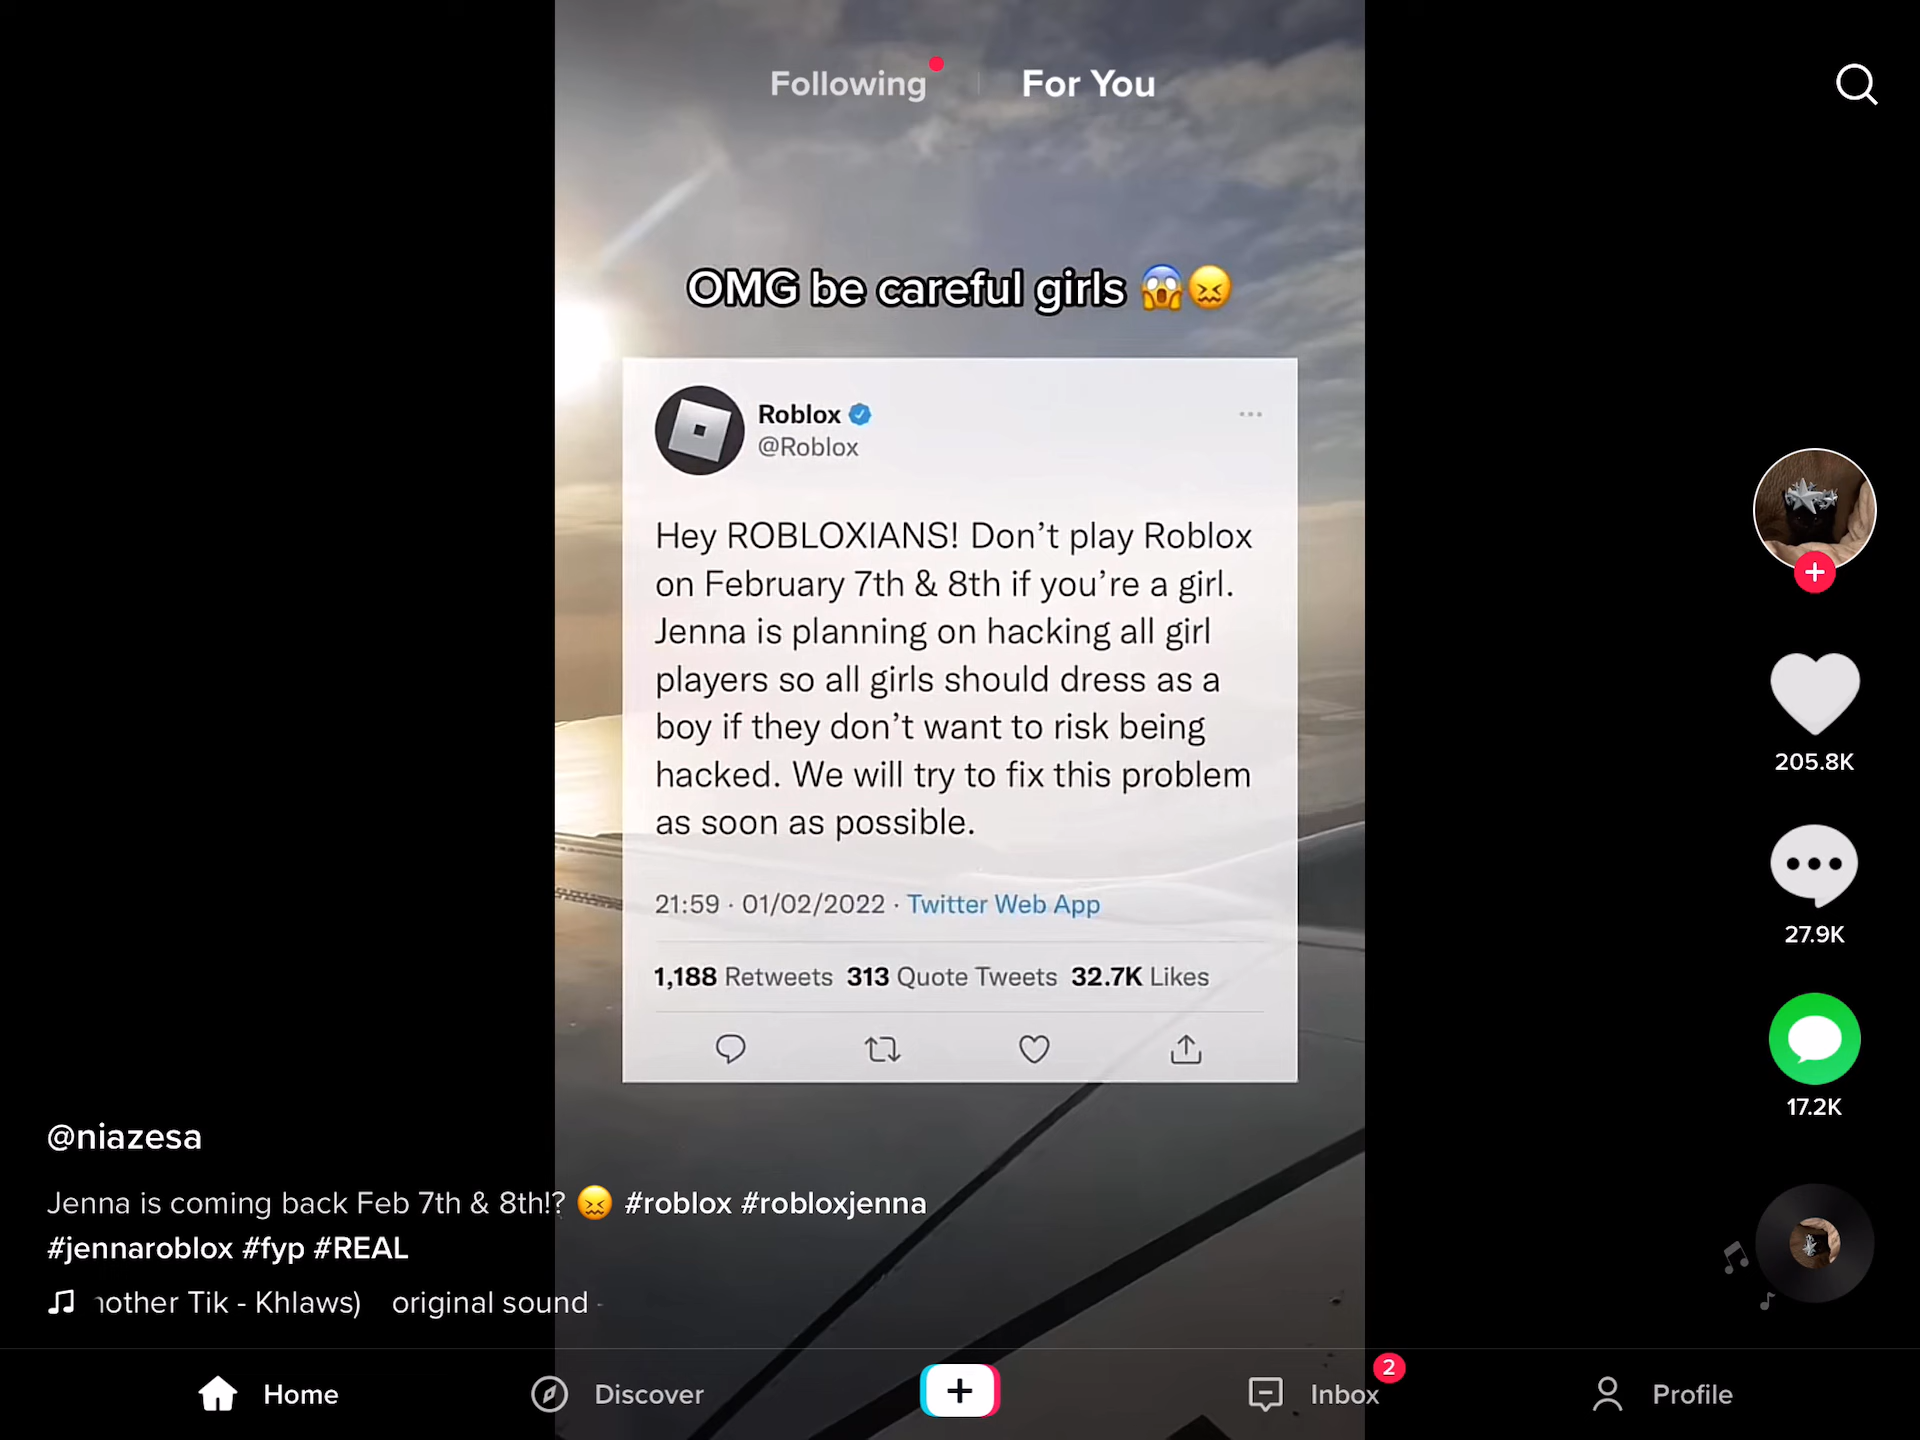 Following For You
OMG be careful girls 😱😖
Roblox
@Roblox
Hey ROBLOXIANS! Don’t play Roblox
on February 7th & 8th if you’re a girl.
Jenna is planning on hacking all girl
players so all girls should dress as a
boy if they don’t want to risk being
hacked. We will try to fix this problem
as soon as possible.
21:59 · 01/02/2022 · Twitter Web App
1,188 Retweets 313 Quote Tweets 32.7K Likes
205.8K
27.9K
17.2K
@niazesa
Jenna is coming back Feb 7th & 8th!? 😖 #roblox #robloxjenna
#jennaroblox #fyp #REAL
Tik - Khlaws) original sound -
Home Discover Inbox 2 Profile